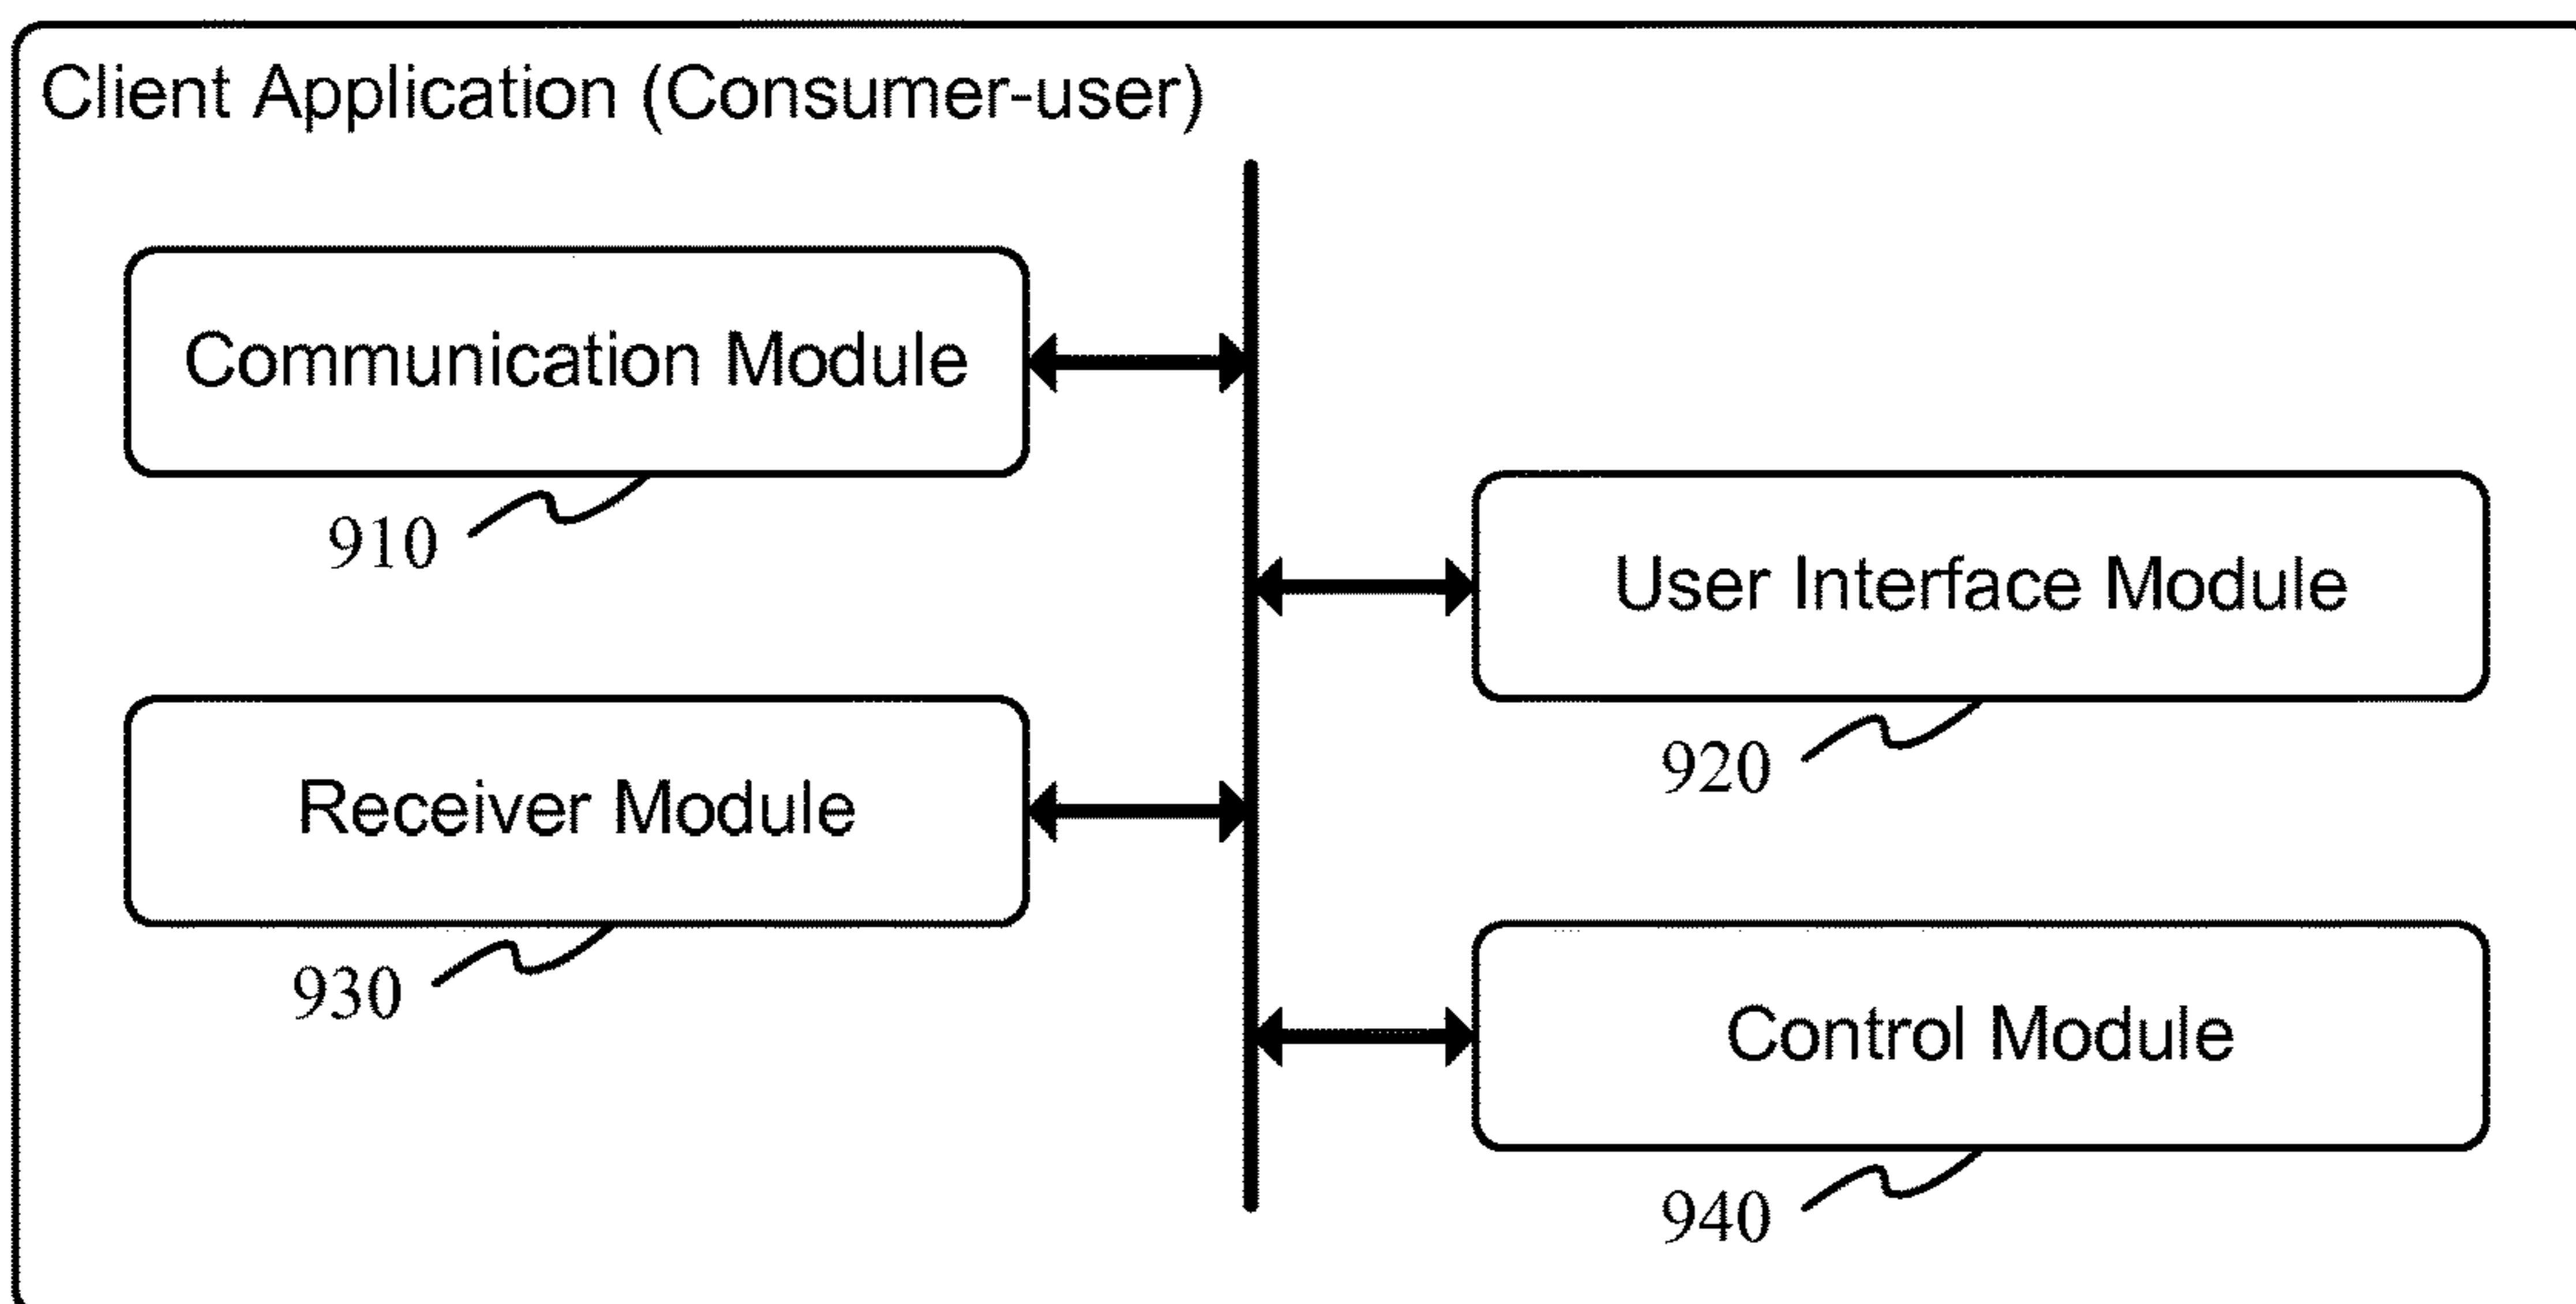 Client Application (Consumer-user)
Communication Module
910
User Interface Module
920
Receiver Module
930
Control Module
940